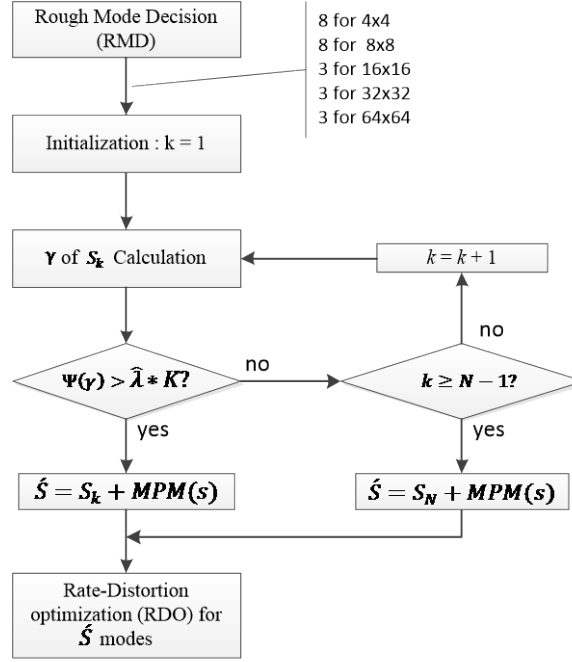 Rough Mode Decision
(RMD)
8 for 4x4
8 for 8x8
3 for 16x16
3 for 32x32
3 for 64x64
Initialization : k = 1
γ of S_k Calculation
k = k + 1
no
Ψ(γ) > λ̂ * K?
no
k ≥ N − 1?
yes
yes
Ś = S_k + MPM(s)
Ś = S_N + MPM(s)
Rate-Distortion
optimization (RDO) for
Ś modes